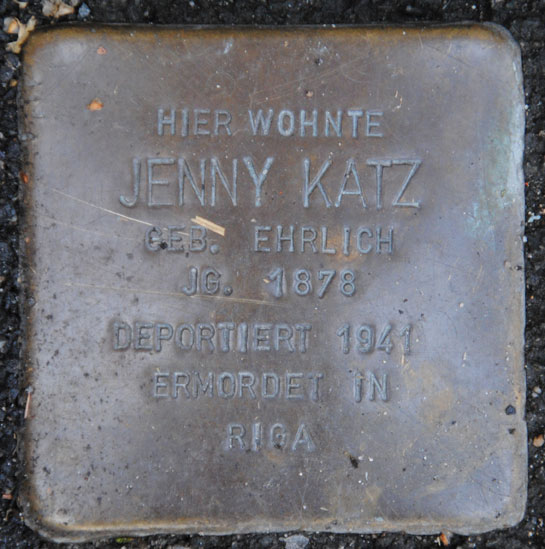 HIER WOHNTE
JENNY KATZ
GEB. EHRLICH
JG. 1878
DEPORTIERT 1941
ERMORDET IN
RIGA